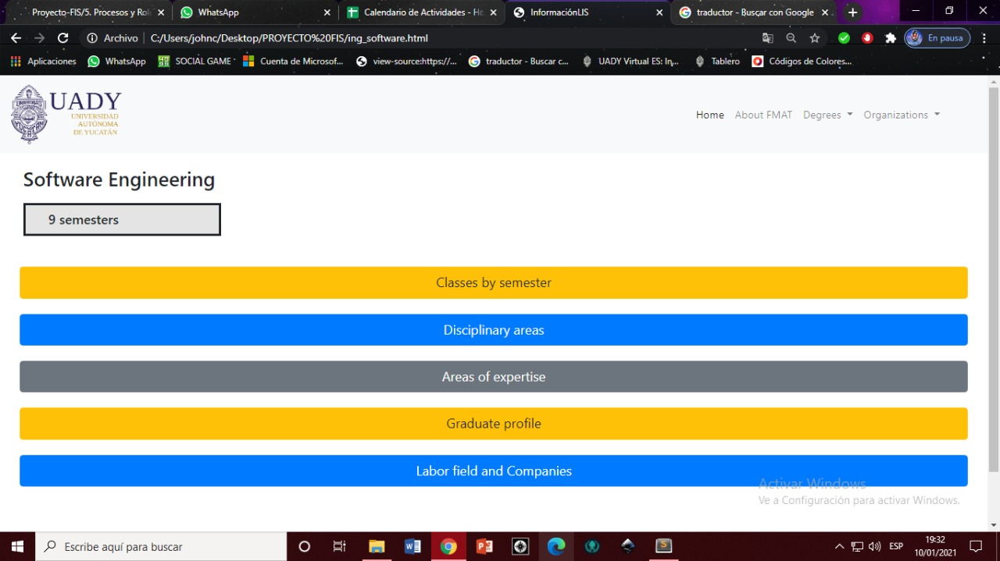 Proyecto-FIS/5. Procesos y Rol
WhatsApp
Calendario de Actividades - Ho
InformaciónLIS
traductor - Buscar con Google
Archivo
C:/Users/johnc/Desktop/PROYECTO%20FIS/ing_software.html
En pausa
Aplicaciones
WhatsApp
SOCIAL GAME
Cuenta de Microsof...
view-source:https://...
traductor - Buscar c...
UADY Virtual ES: In,..
Tablero
Códigos de Colores...
UADY
UNIVERSIDAD
AUTÓNOMA
DE YUCATÁN
Home
About FMAT
Degrees
Organizations
Software Engineering
9 semesters
Classes by semester
Disciplinary areas
Areas of expertise
Graduate profile
Labor field and Companies
Activar Windows
Ve a Configuración para activar Windows.
Escribe aquí para buscar
ESP
19:32
10/01/2021